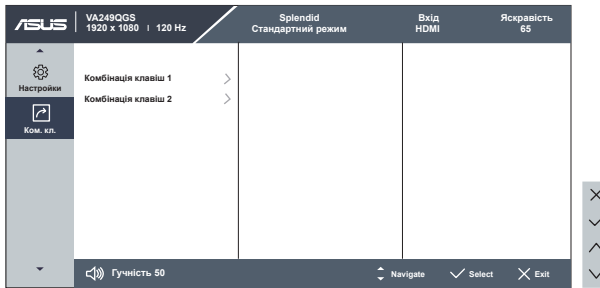 ASUS
VA249QGS
1920 x 1080 | 120 Hz
Splendid
Стандартний режим
Вхід
HDMI
Яскравість
65
Настройки
Ком. кл.
Комбінація клавіш 1
Комбінація клавіш 2
Гучність 50
Navigate
Select
Exit